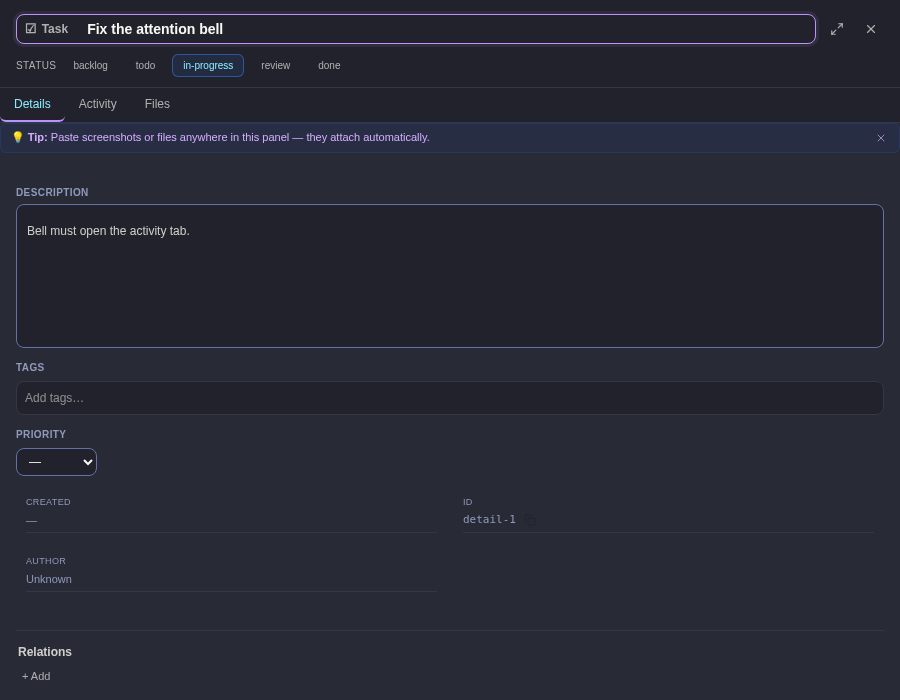 ☑ Task Fix the attention bell
STATUS backlog todo in-progress review done
Details Activity Files
💡 Tip: Paste screenshots or files anywhere in this panel — they attach automatically.
DESCRIPTION
Bell must open the activity tab.
TAGS
Add tags…
PRIORITY
—
CREATED ID
— detail-1
AUTHOR
Unknown
Relations
+ Add